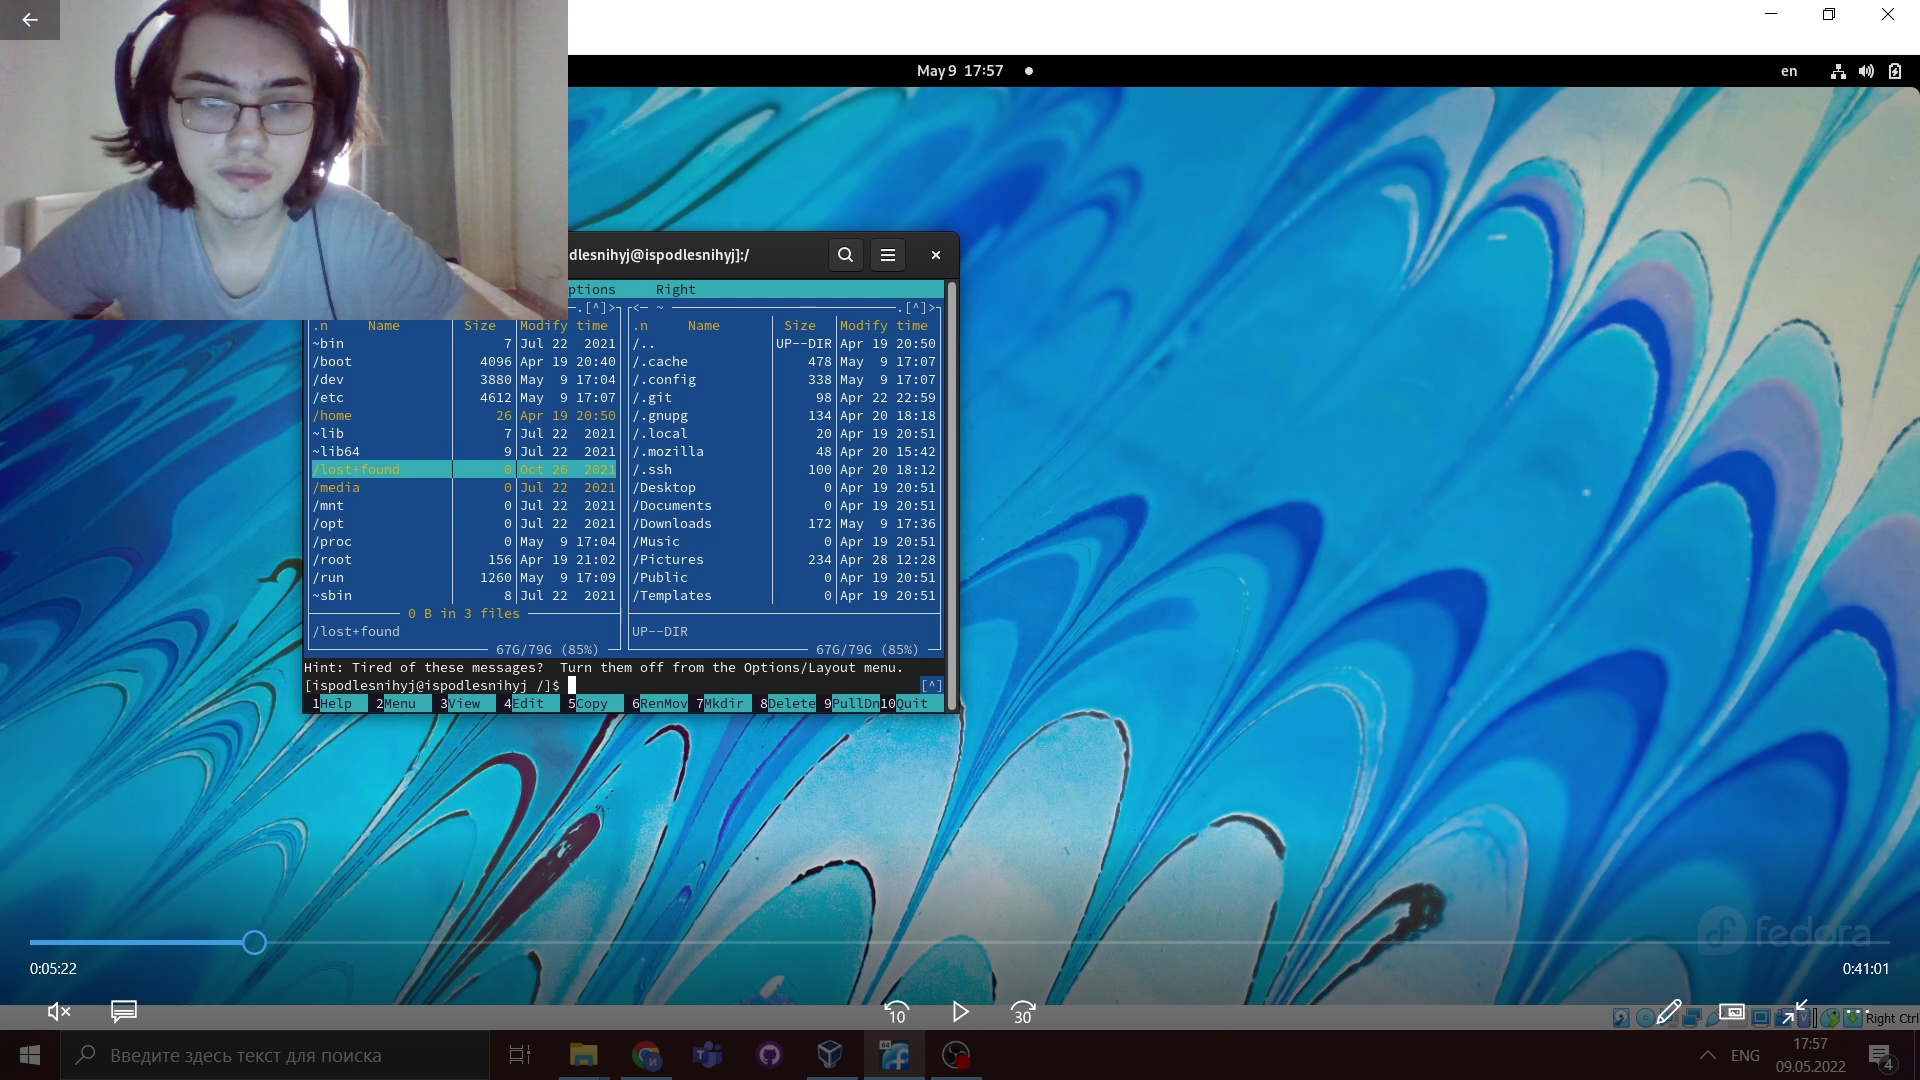 May 9 17:57
en
dlesnihyj@ispodlesnihyj]:/
ptions Right
.[^]> <─ ~ .[^]>
.n Name Size Modify time .n Name Size Modify time
~bin 7 Jul 22 2021 /.. UP--DIR Apr 19 20:50
/boot 4096 Apr 19 20:40 /.cache 478 May 9 17:07
/dev 3880 May 9 17:04 /.config 338 May 9 17:07
/etc 4612 May 9 17:07 /.git 98 Apr 22 22:59
/home 26 Apr 19 20:50 /.gnupg 134 Apr 20 18:18
~lib 7 Jul 22 2021 /.local 20 Apr 19 20:51
~lib64 9 Jul 22 2021 /.mozilla 48 Apr 20 15:42
/lost+found 0 Oct 26 2021 /.ssh 100 Apr 20 18:12
/media 0 Jul 22 2021 /Desktop 0 Apr 19 20:51
/mnt 0 Jul 22 2021 /Documents 0 Apr 19 20:51
/opt 0 Jul 22 2021 /Downloads 172 May 9 17:36
/proc 0 May 9 17:04 /Music 0 Apr 19 20:51
/root 156 Apr 19 21:02 /Pictures 234 Apr 28 12:28
/run 1260 May 9 17:09 /Public 0 Apr 19 20:51
~sbin 8 Jul 22 2021 /Templates 0 Apr 19 20:51
0 B in 3 files
/lost+found UP--DIR
67G/79G (85%) 67G/79G (85%)
Hint: Tired of these messages? Turn them off from the Options/Layout menu.
[ispodlesnihyj@ispodlesnihyj /]$ [^]
1Help 2Menu 3View 4Edit 5Copy 6RenMov 7Mkdir 8Delete 9PullDn 10Quit
fedora
0:05:22 0:41:01
10 30
Right Ctrl
Введите здесь текст для поиска
64
ENG
17:57
09.05.2022
4